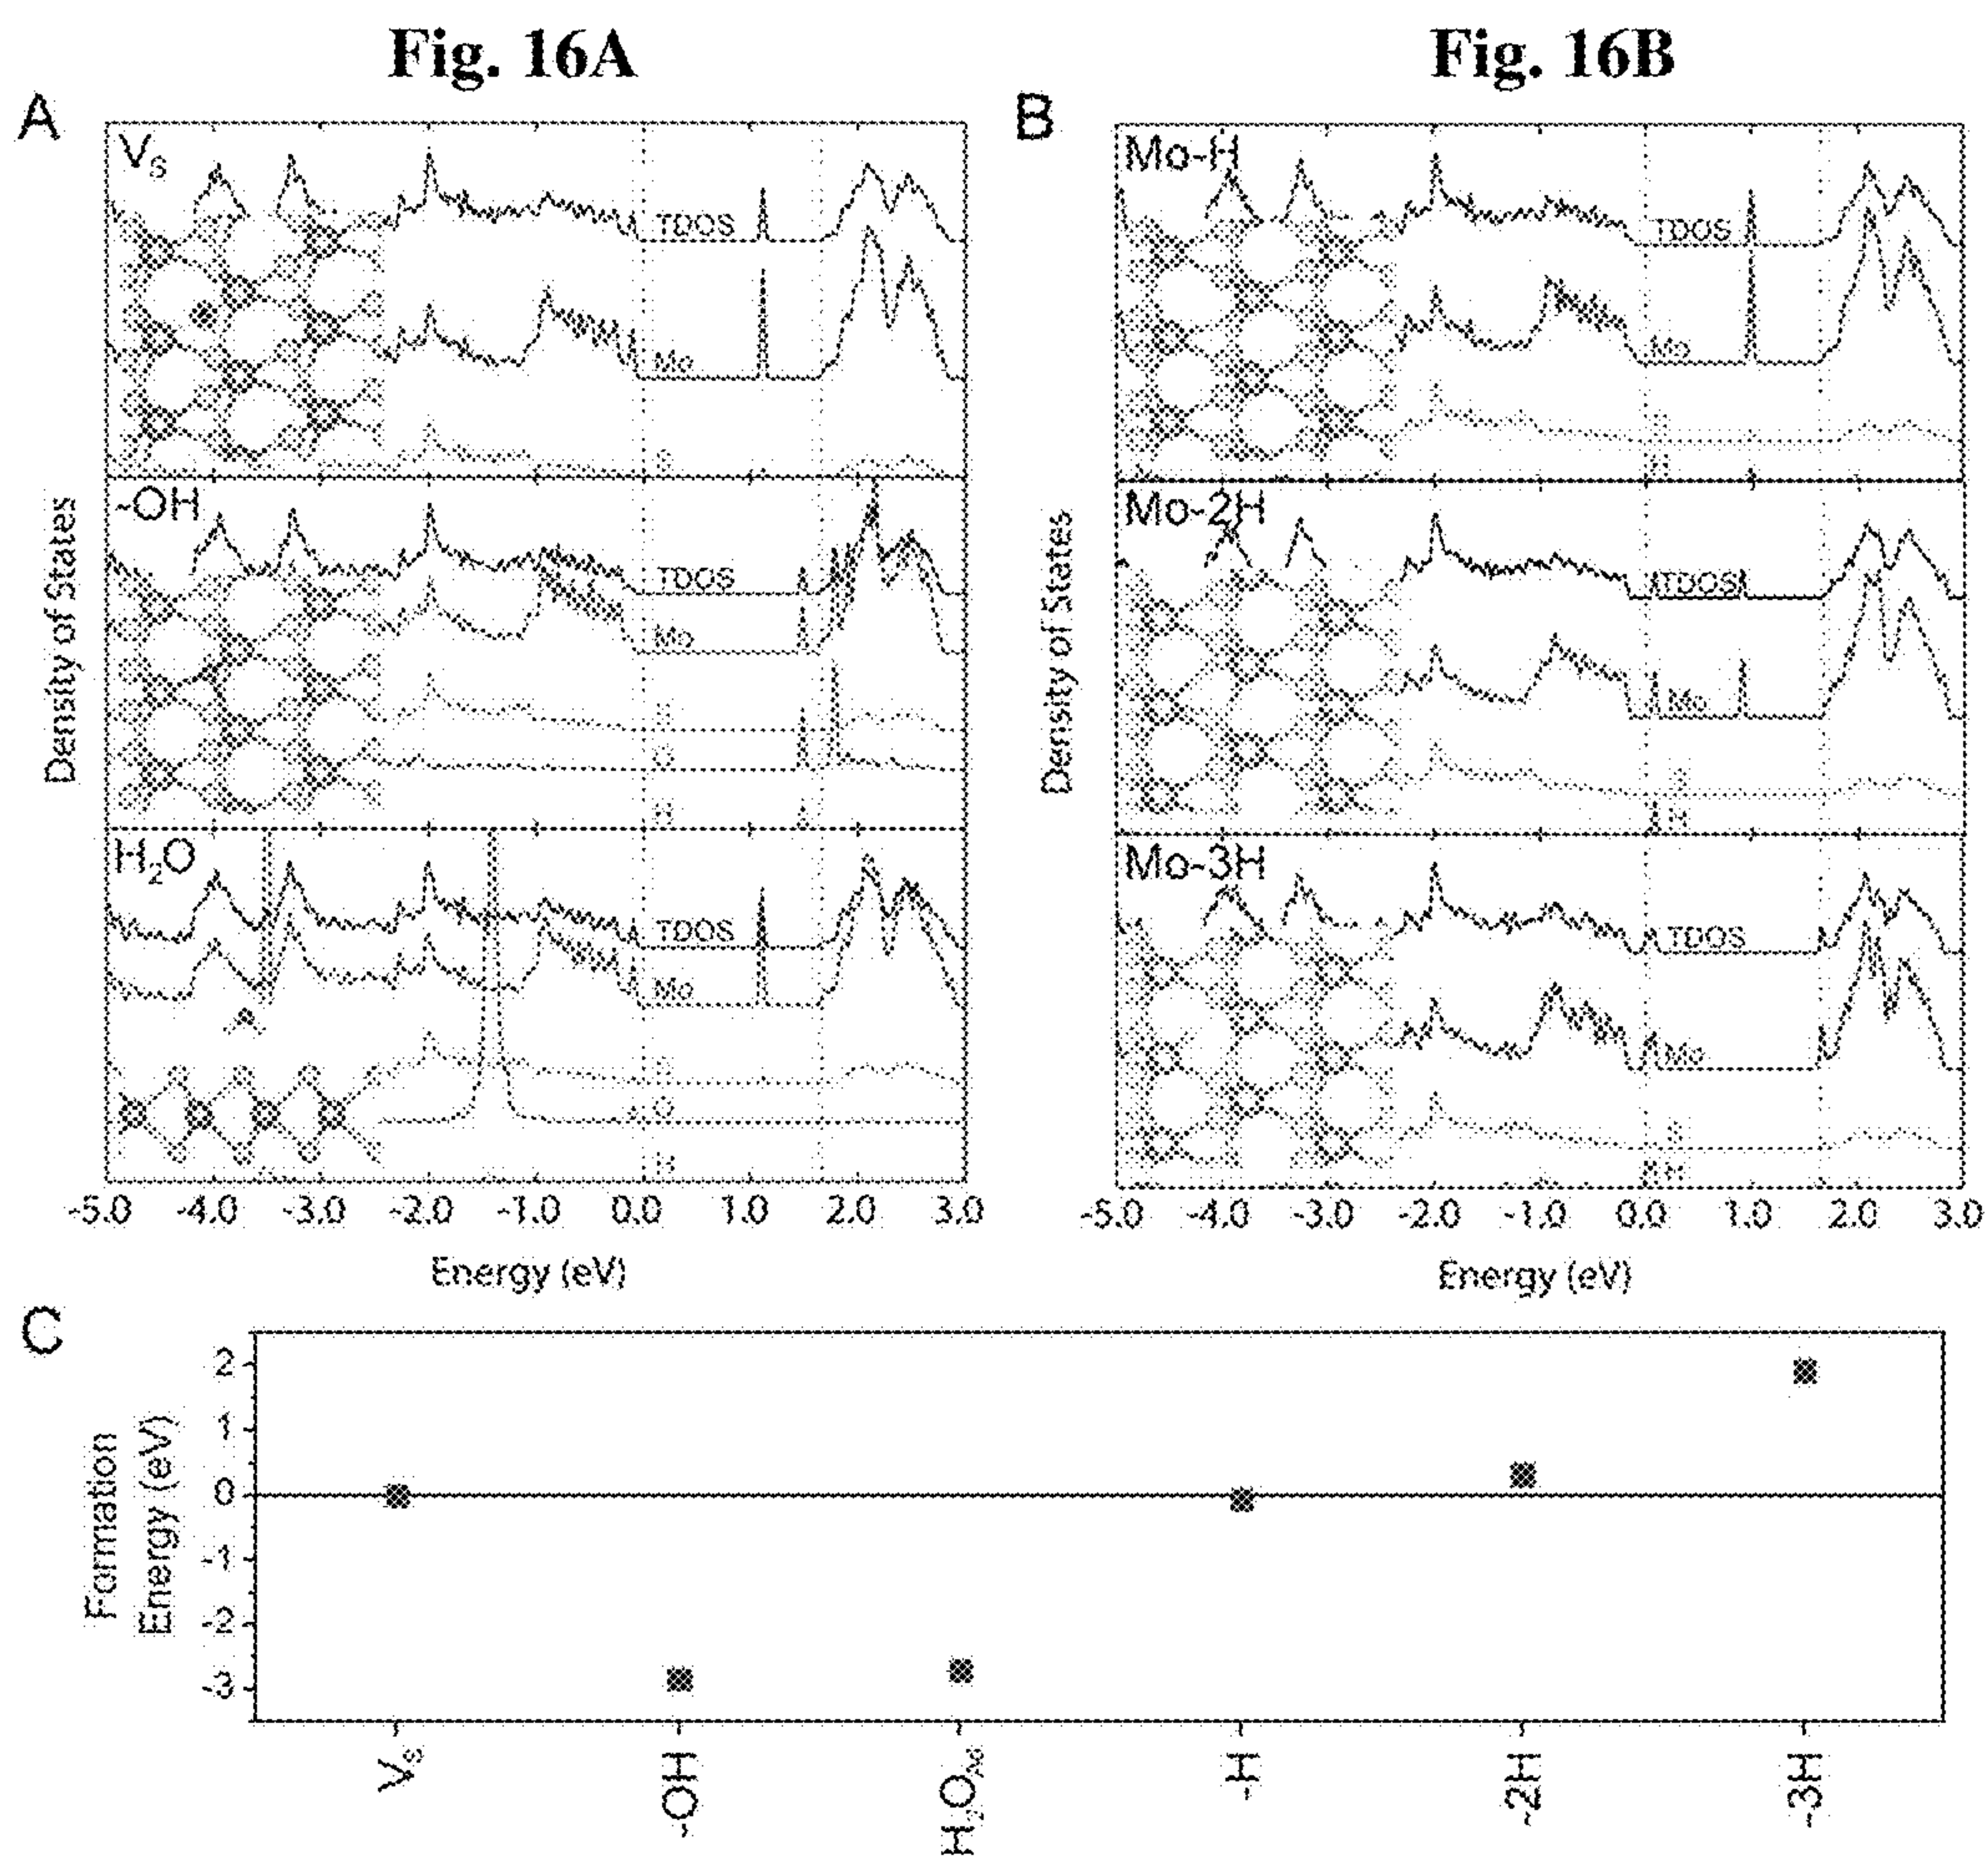 Fig. 16A
Fig. 16B
A
B
V_S
TDOS
Mo
S
-OH
TDOS
Mo
S
O
H
H₂O
TDOS
Mo
S
O
H
Density of States
-5.0 -4.0 -3.0 -2.0 -1.0 0.0 1.0 2.0 3.0
Energy (eV)
Mo-H
TDOS
Mo
S
H
Mo-2H
TDOS
Mo
S
H
Mo-3H
TDOS
Mo
S
H
Density of States
-5.0 -4.0 -3.0 -2.0 -1.0 0.0 1.0 2.0 3.0
Energy (eV)
C
Formation
Energy (eV)
2
1
0
-1
-2
-3
V_S
-OH
H₂O_Ad
-H
-2H
-3H